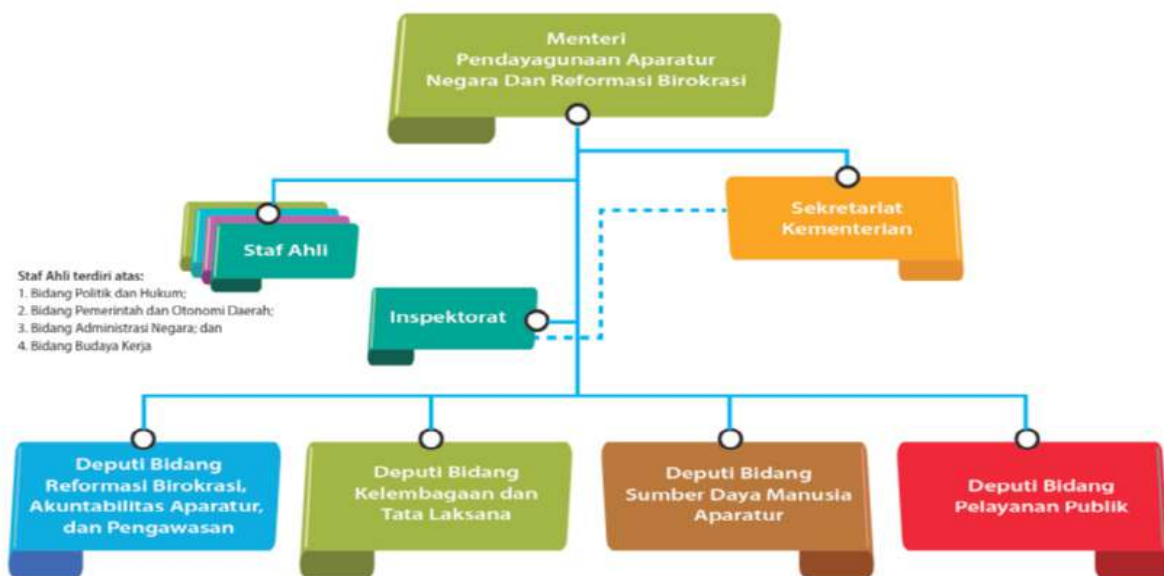 Menteri
Pendayagunaan Aparatur
Negara Dan Reformasi Birokrasi
Sekretariat
Kementerian
Staf Ahli
Staf Ahli terdiri atas:
1. Bidang Politik dan Hukum;
2. Bidang Pemerintah dan Otonomi Daerah;
3. Bidang Administrasi Negara; dan
4. Bidang Budaya Kerja
Inspektorat
Deputi Bidang
Reformasi Birokrasi,
Akuntabilitas Aparatur,
dan Pengawasan
Deputi Bidang
Kelembagaan dan
Tata Laksana
Deputi Bidang
Sumber Daya Manusia
Aparatur
Deputi Bidang
Pelayanan Publik